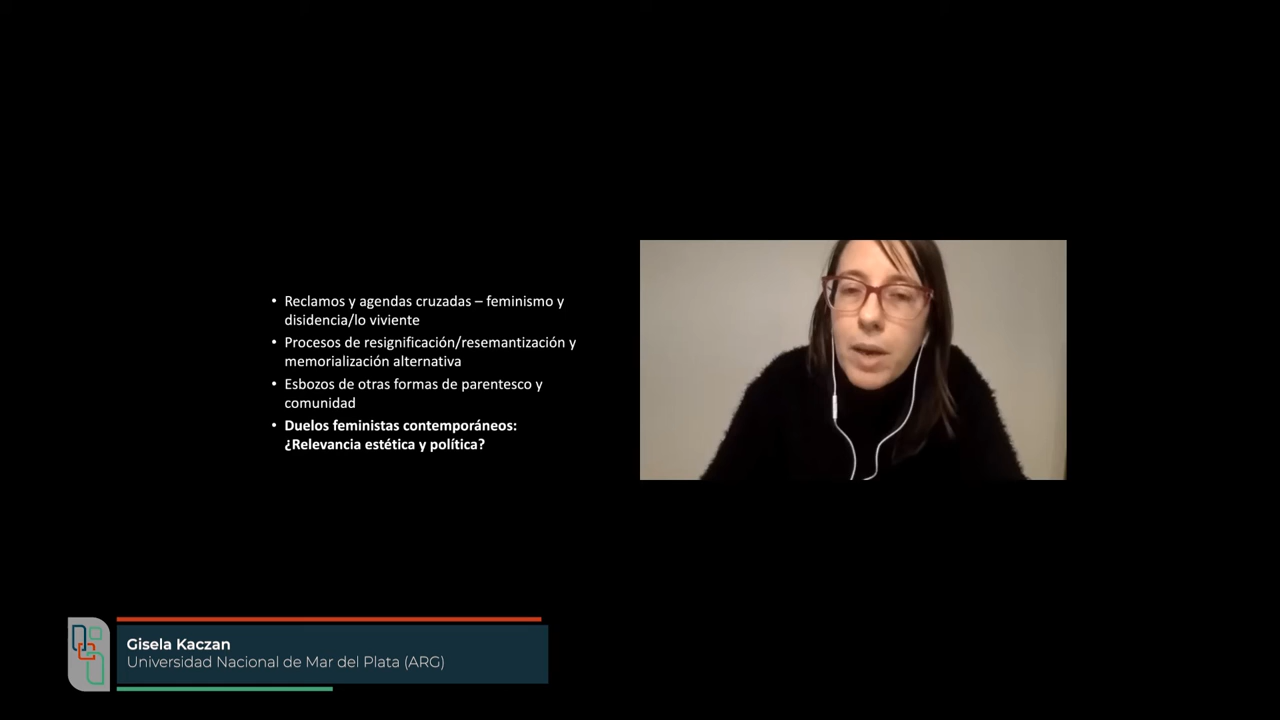 • Reclamos y agendas cruzadas – feminismo y
disidencia/lo viviente
• Procesos de resignificación/resemantización y
memorialización alternativa
• Esbozos de otras formas de parentesco y
comunidad
• Duelos feministas contemporáneos:
¿Relevancia estética y política?
Gisela Kaczan
Universidad Nacional de Mar del Plata (ARG)